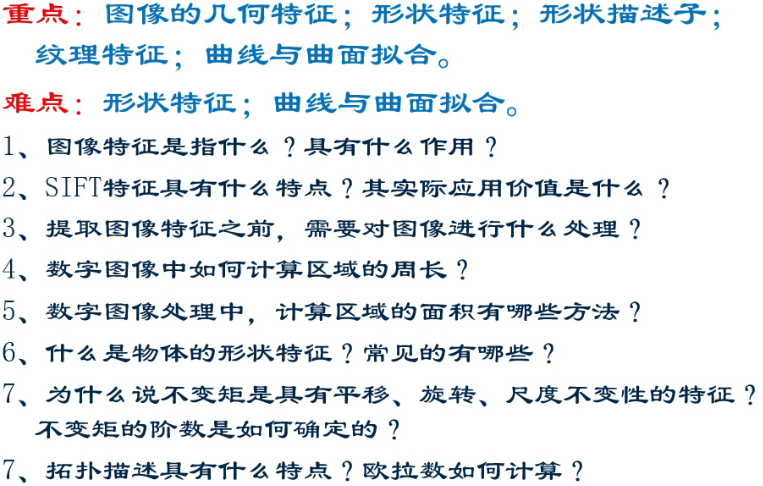 重点：图像的几何特征；形状特征；形状描述子；
纹理特征；曲线与曲面拟合。
难点：形状特征；曲线与曲面拟合。
1、图像特征是指什么？具有什么作用？
2、SIFT特征具有什么特点？其实际应用价值是什么？
3、提取图像特征之前，需要对图像进行什么处理？
4、数字图像中如何计算区域的周长？
5、数字图像处理中，计算区域的面积有哪些方法？
6、什么是物体的形状特征？常见的有哪些？
7、为什么说不变矩是具有平移、旋转、尺度不变性的特征？
不变矩的阶数是如何确定的？
7、拓扑描述具有什么特点？欧拉数如何计算？